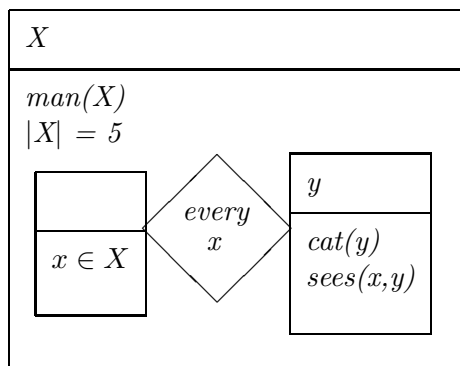 X
man(X)
|X| = 5
x ∈ X
every
x
y
cat(y)
sees(x,y)